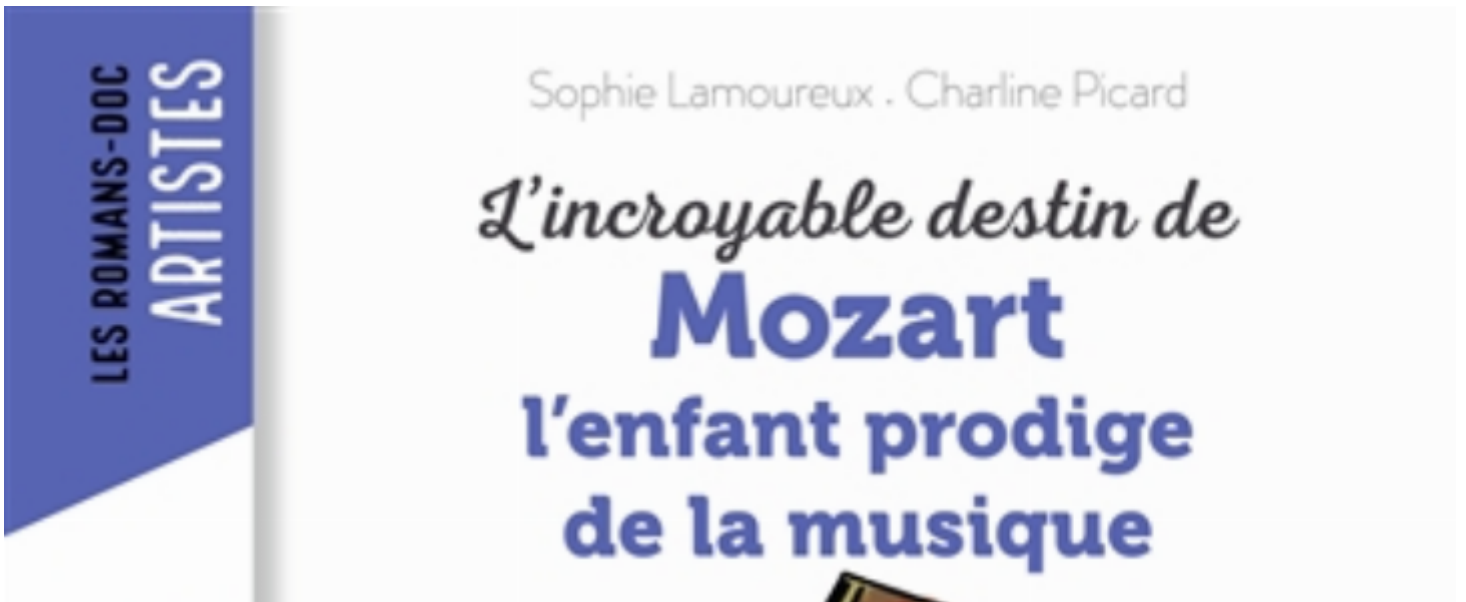 LES ROMANS-DOC
ARTISTES
Sophie Lamoureux . Charline Picard
L'incroyable destin de
Mozart
l'enfant prodige
de la musique